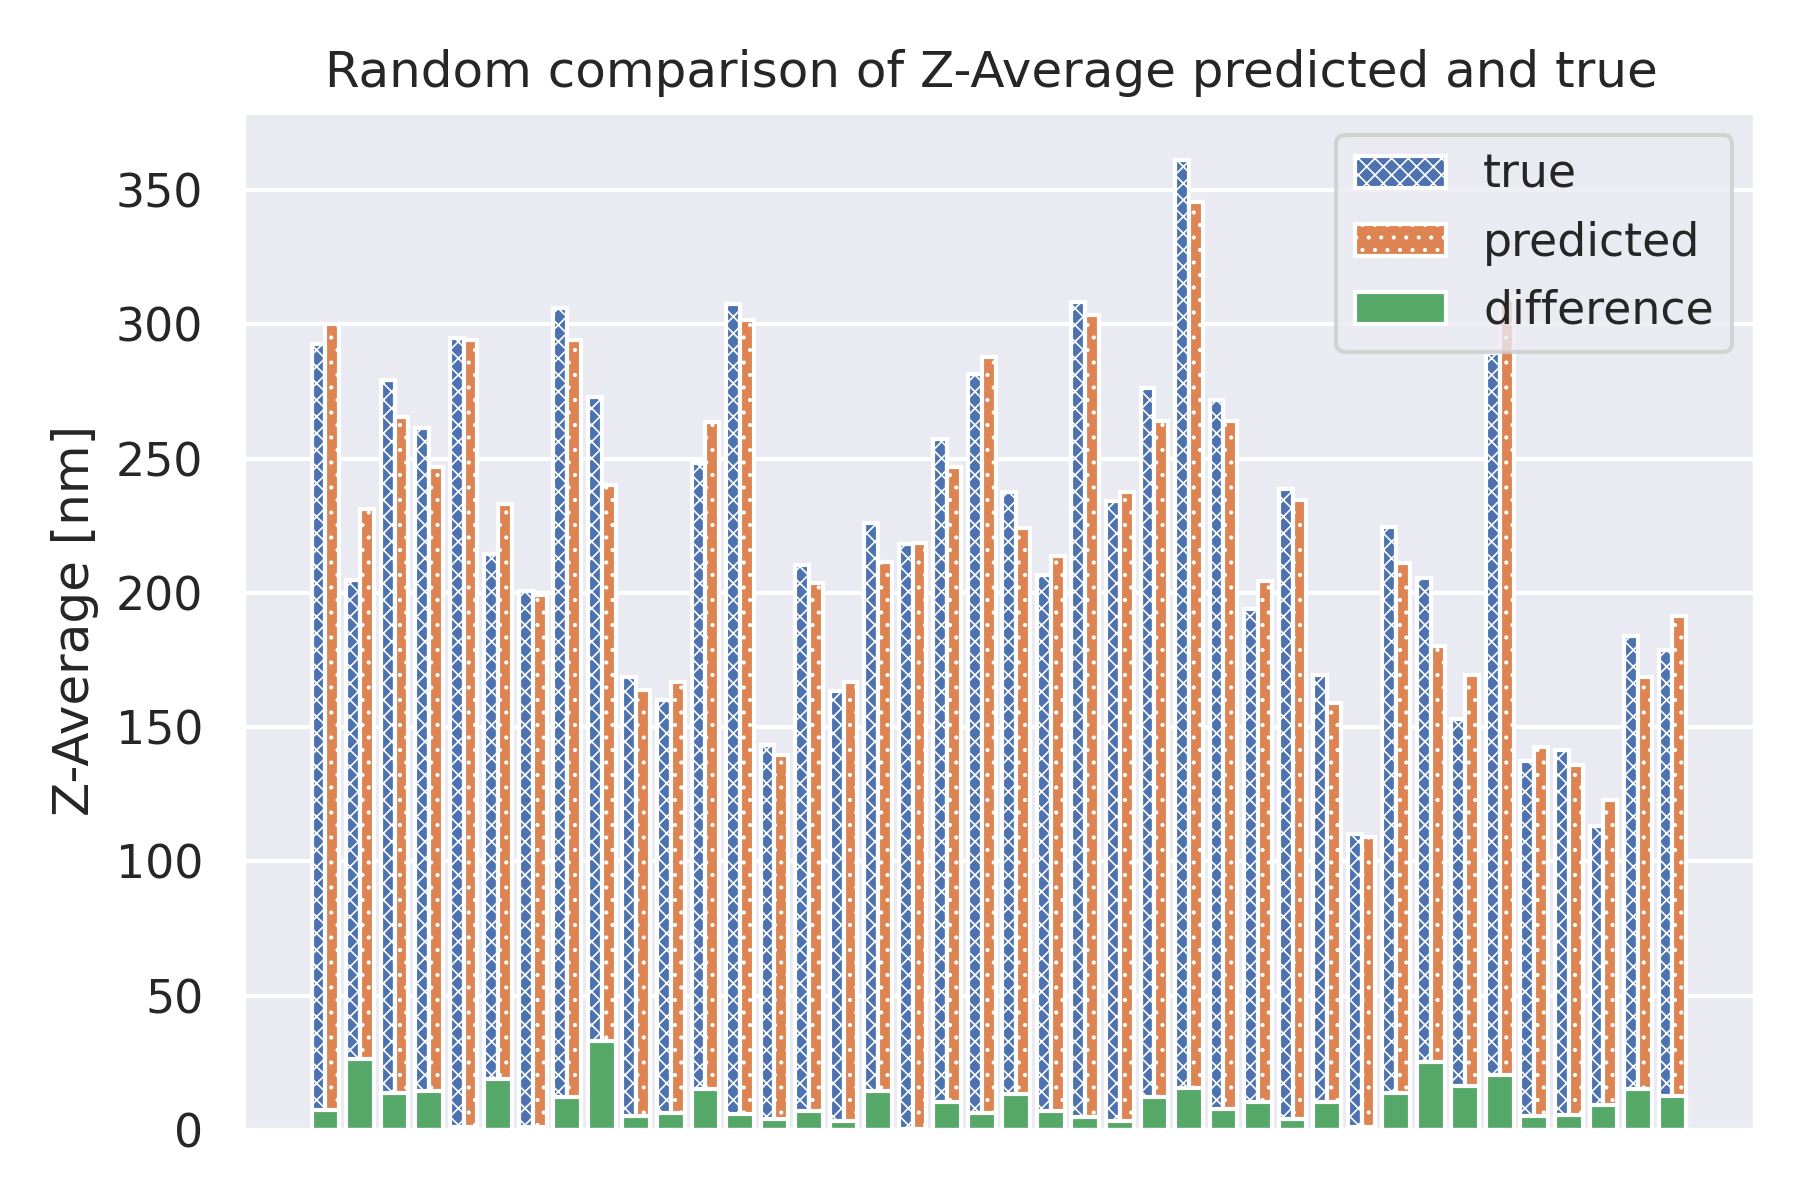 Random comparison of Z-Average predicted and true
Z-Average [nm]
350
300
250
200
150
100
50
0
true
predicted
difference